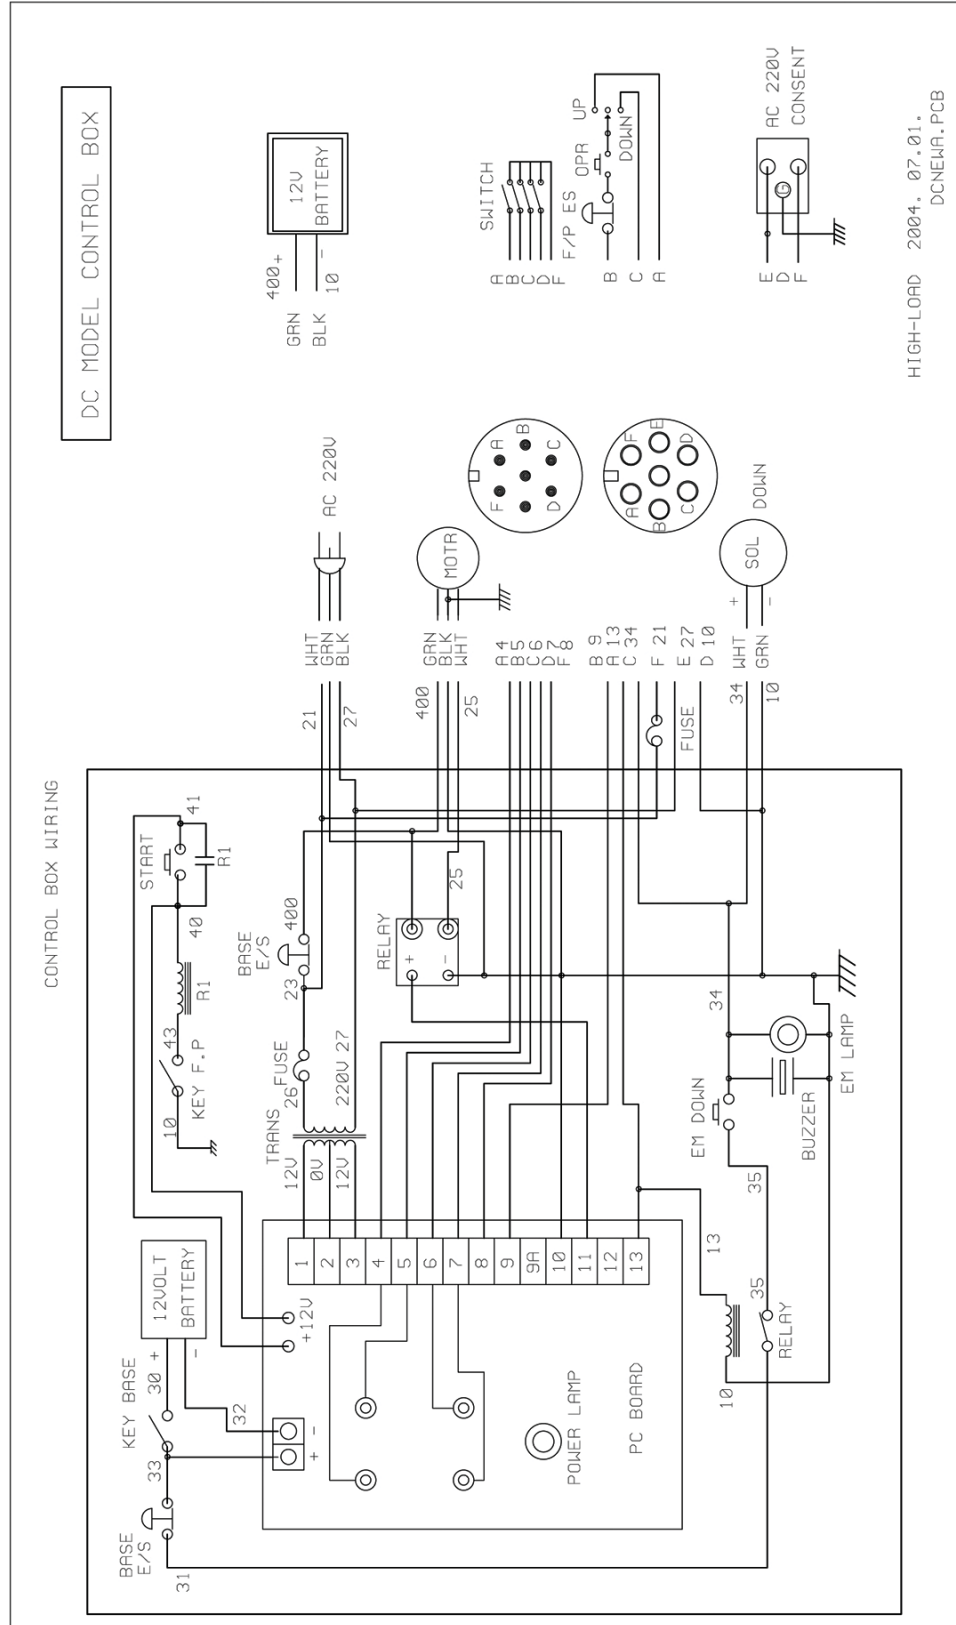 DC MODEL CONTROL BOX
12V
BATTERY
400+
-
GRN
BLK
10
SWITCH
A
B
C
D
F
F/P ES
OPR
UP
DOWN
B
C
A
AC 220V
CONSENT
G
E
D
F
HIGH-LOAD 2004. 07.01.
DCNEWA.PCB
AC 220V
WHT
GRN
BLK
21
27
MOTR
GRN
BLK
WHT
400
25
A
B
C
D
F
A
B
C
D
E
F
A 4
B 5
C 6
D 7
F 8
B 9
A 13
C 34
F 21
E 27
D 10
FUSE
SOL
DOWN
+
-
WHT
GRN
34
10
CONTROL BOX WIRING
START
41
R1
40
R1
43
KEY F.P
10
BASE
E/S
400
23
FUSE
26
TRANS
220V 27
12V
0V
12V
RELAY
+
-
25
34
EM LAMP
BUZZER
EM DOWN
35
13
35
RELAY
10
12VOLT
BATTERY
+
-
30
KEY BASE
32
33
BASE
E/S
31
+12V
-
+
1
2
3
4
5
6
7
8
9
9A
10
11
12
13
POWER LAMP
PC BOARD